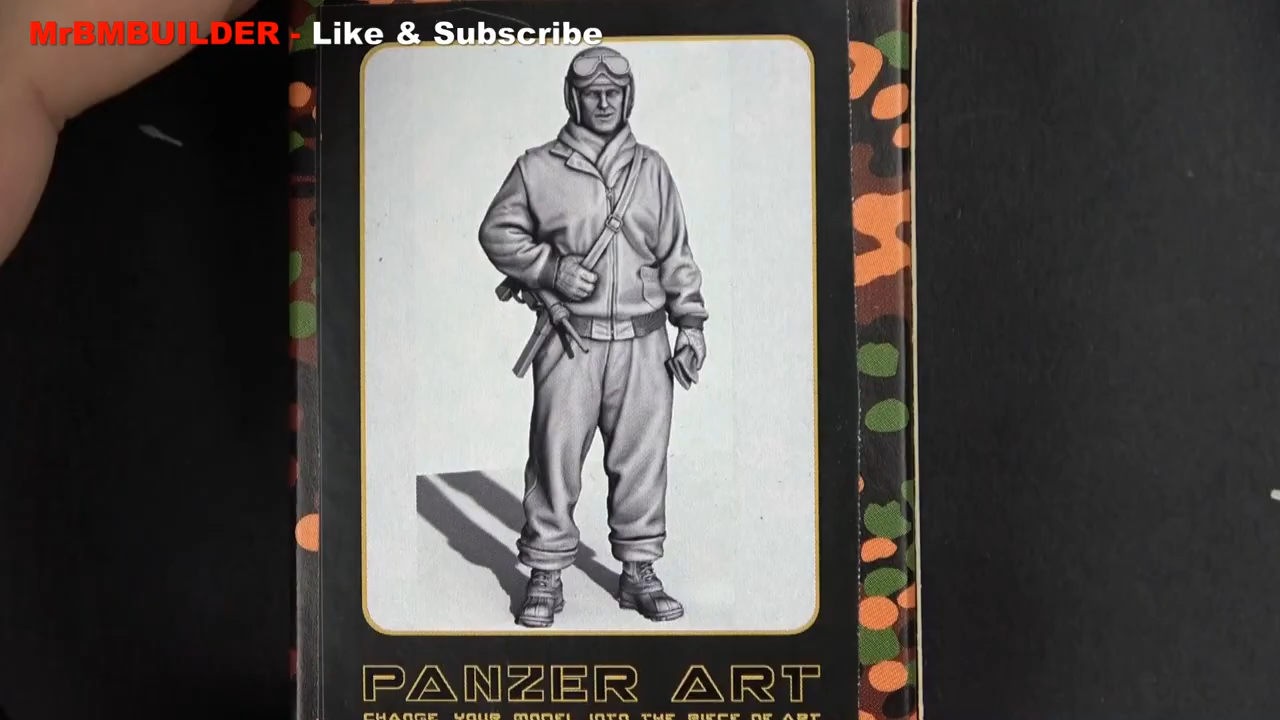 MrBMBUILDER - Like & Subscribe
PANZER ART
CHANGE YOUR MODEL INTO THE PIECE OF ART